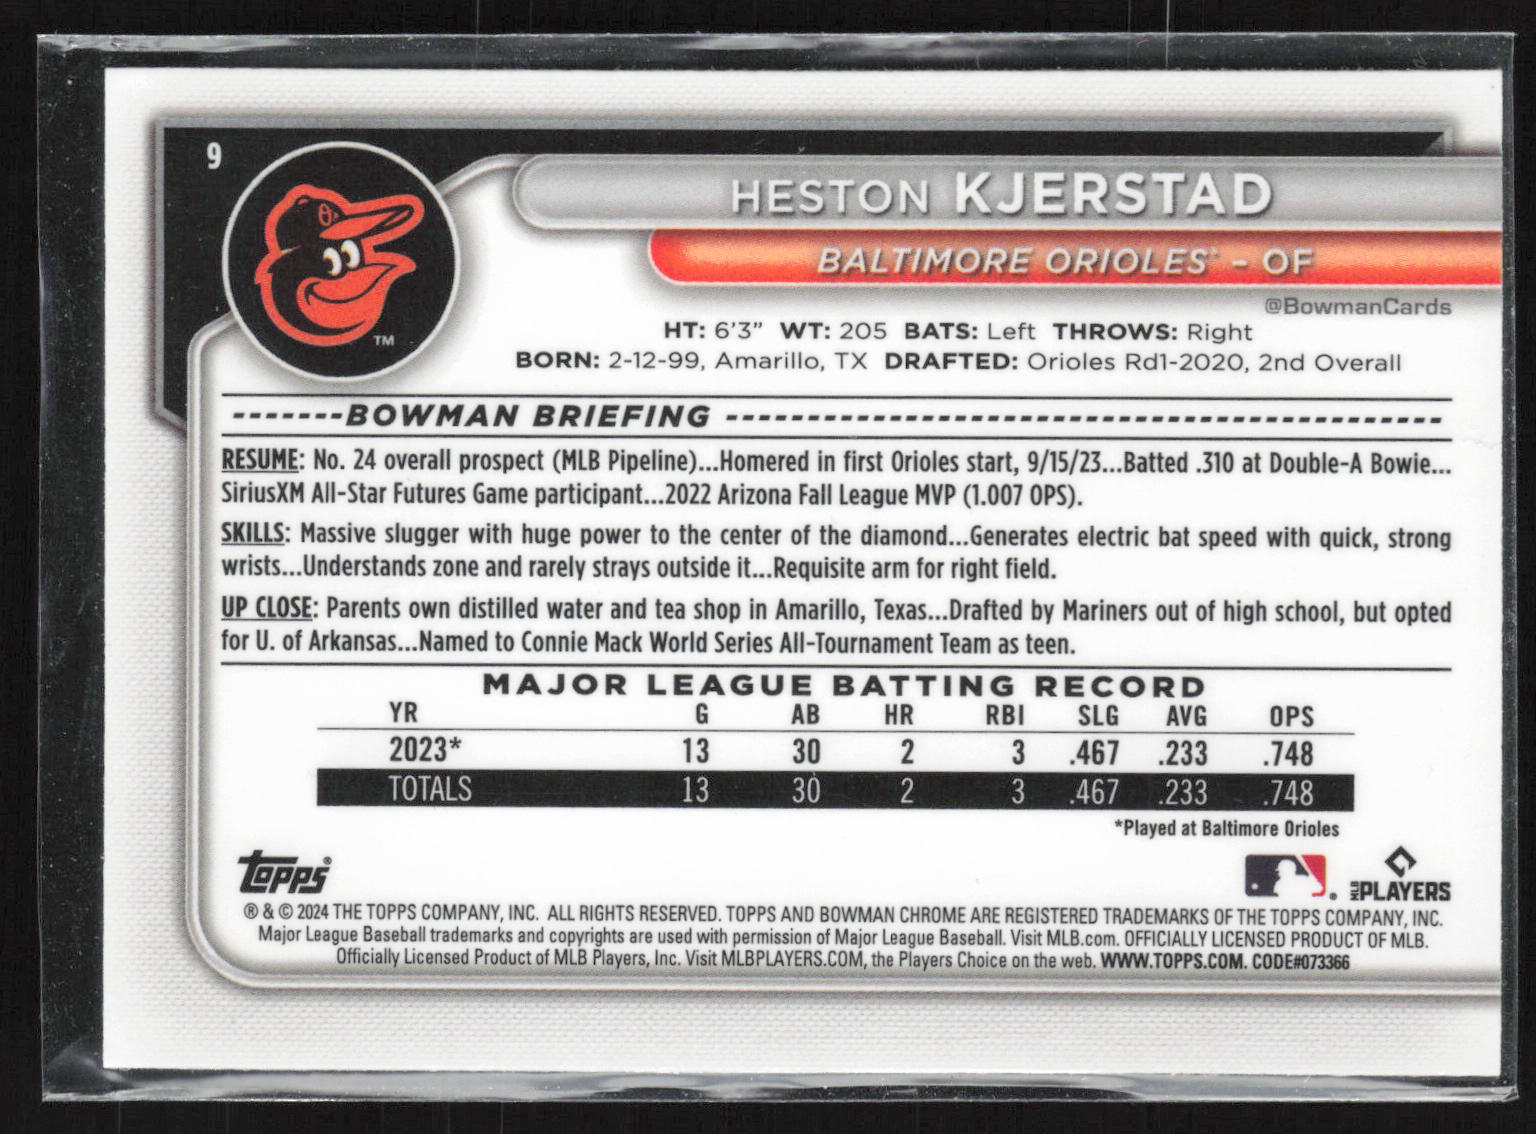 9
HESTON KJERSTAD
BALTIMORE ORIOLES® – OF
@BowmanCards
HT: 6'3" WT: 205 BATS: Left THROWS: Right
BORN: 2-12-99, Amarillo, TX DRAFTED: Orioles Rd1-2020, 2nd Overall
TM
-------BOWMAN BRIEFING --------------------------------------------
RESUME: No. 24 overall prospect (MLB Pipeline)...Homered in first Orioles start, 9/15/23...Batted .310 at Double-A Bowie...
SiriusXM All-Star Futures Game participant...2022 Arizona Fall League MVP (1.007 OPS).
SKILLS: Massive slugger with huge power to the center of the diamond...Generates electric bat speed with quick, strong
wrists...Understands zone and rarely strays outside it...Requisite arm for right field.
UP CLOSE: Parents own distilled water and tea shop in Amarillo, Texas...Drafted by Mariners out of high school, but opted
for U. of Arkansas...Named to Connie Mack World Series All-Tournament Team as teen.
MAJOR LEAGUE BATTING RECORD
YR G AB HR RBI SLG AVG OPS
2023* 13 30 2 3 .467 .233 .748
TOTALS 13 30 2 3 .467 .233 .748
*Played at Baltimore Orioles
Topps®
MLB PLAYERS
® & © 2024 THE TOPPS COMPANY, INC. ALL RIGHTS RESERVED. TOPPS AND BOWMAN CHROME ARE REGISTERED TRADEMARKS OF THE TOPPS COMPANY, INC.
Major League Baseball trademarks and copyrights are used with permission of Major League Baseball. Visit MLB.com. OFFICIALLY LICENSED PRODUCT OF MLB.
Officially Licensed Product of MLB Players, Inc. Visit MLBPLAYERS.COM, the Players Choice on the web. WWW.TOPPS.COM. CODE#073366